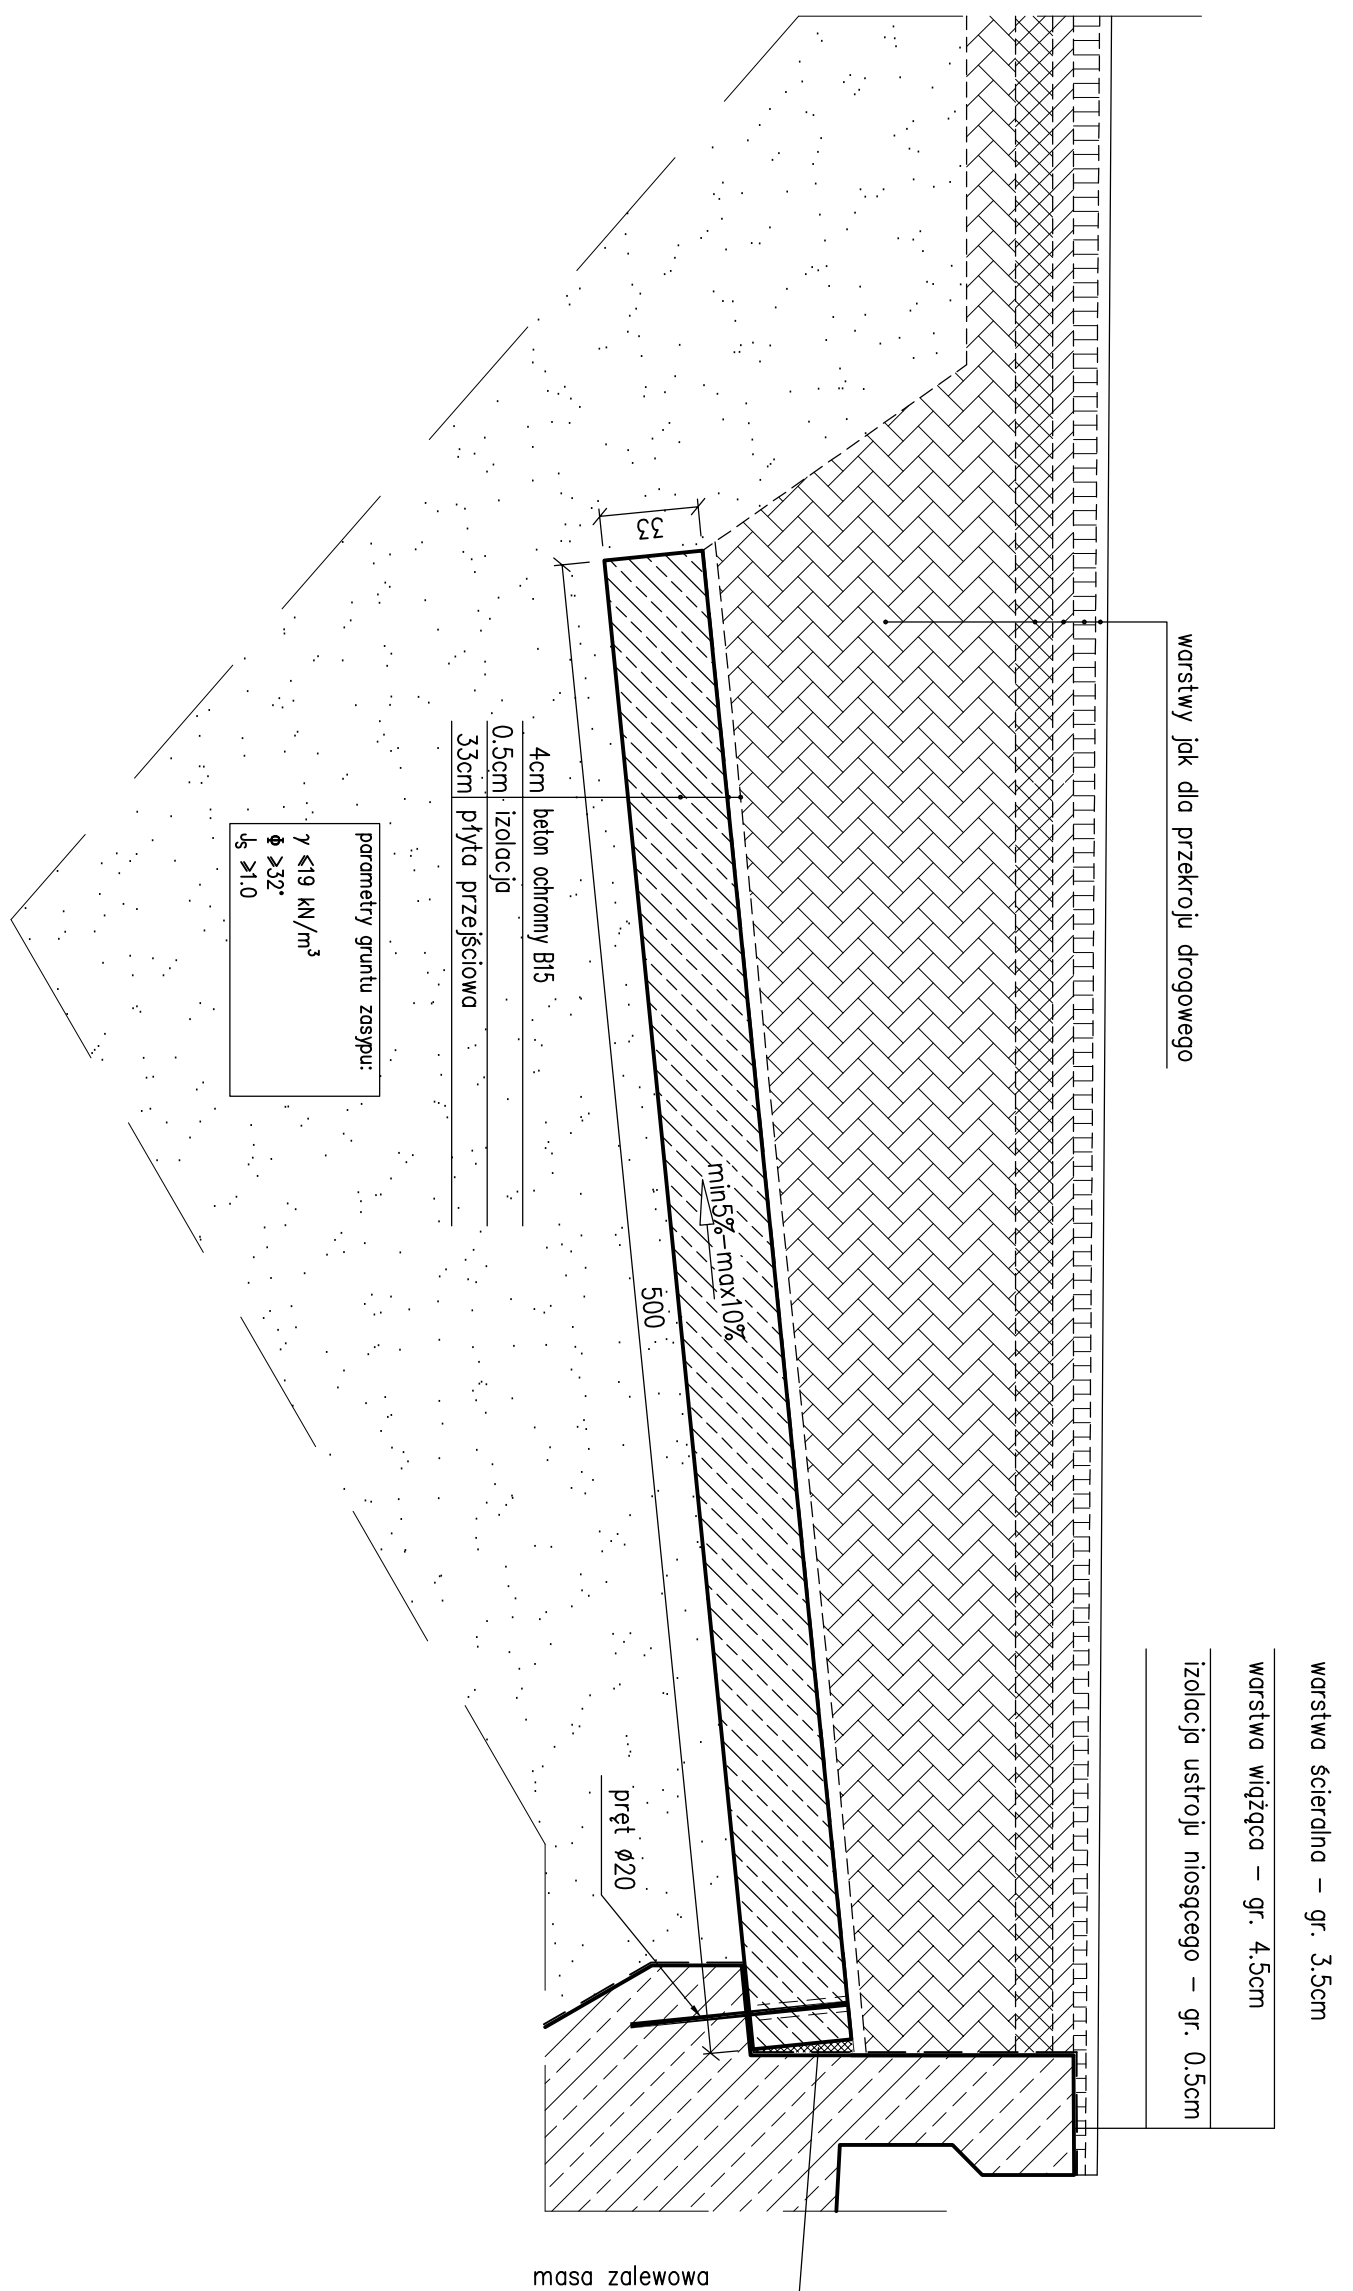 warstwa ścieralna – gr. 3.5cm
warstwa wiążąca – gr. 4.5cm
izolacja ustroju niosącego – gr. 0.5cm
warstwy jak dla przekroju drogowego
33
4cm beton ochronny B15
0.5cm izolacja
33cm płyta przejściowa
min5%-max10%
500
parametry gruntu zasypu:
γ ≤19 kN/m³
Φ ≥32°
Js ≥1.0
pręt ø20
masa zalewowa